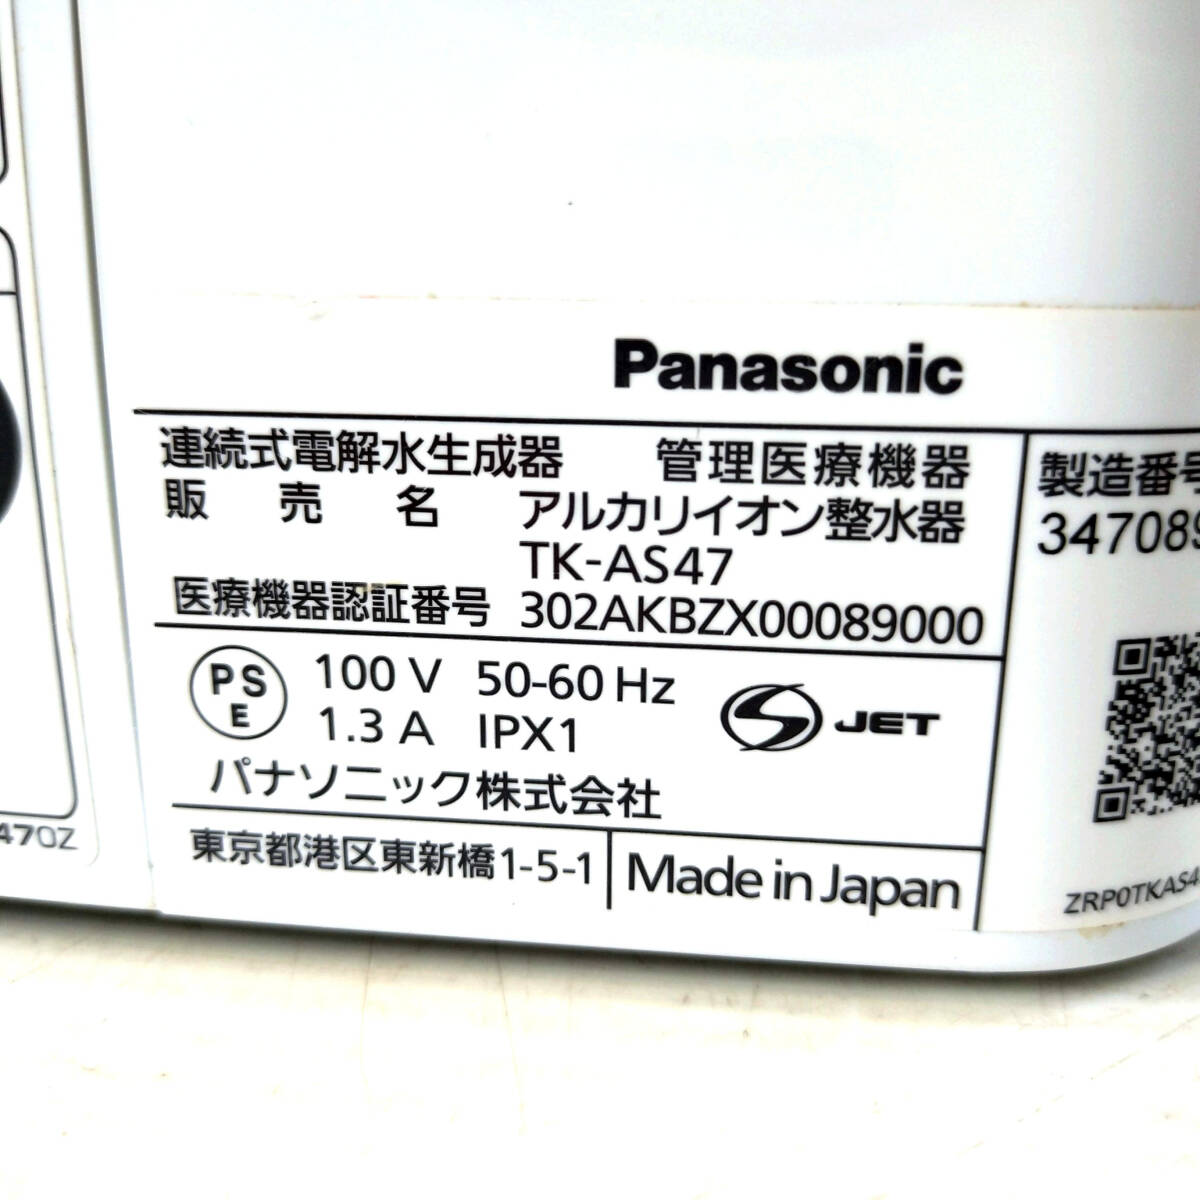 Panasonic
連続式電解水生成器 管理医療機器
販売名 アルカリイオン整水器
TK-AS47
医療機器認証番号 302AKBZX00089000
PS
E
100 V 50-60 Hz
1.3 A IPX1
S JET
パナソニック株式会社
東京都港区東新橋1-5-1
Made in Japan
製造番号
347089
ZRP0TKAS4
470Z